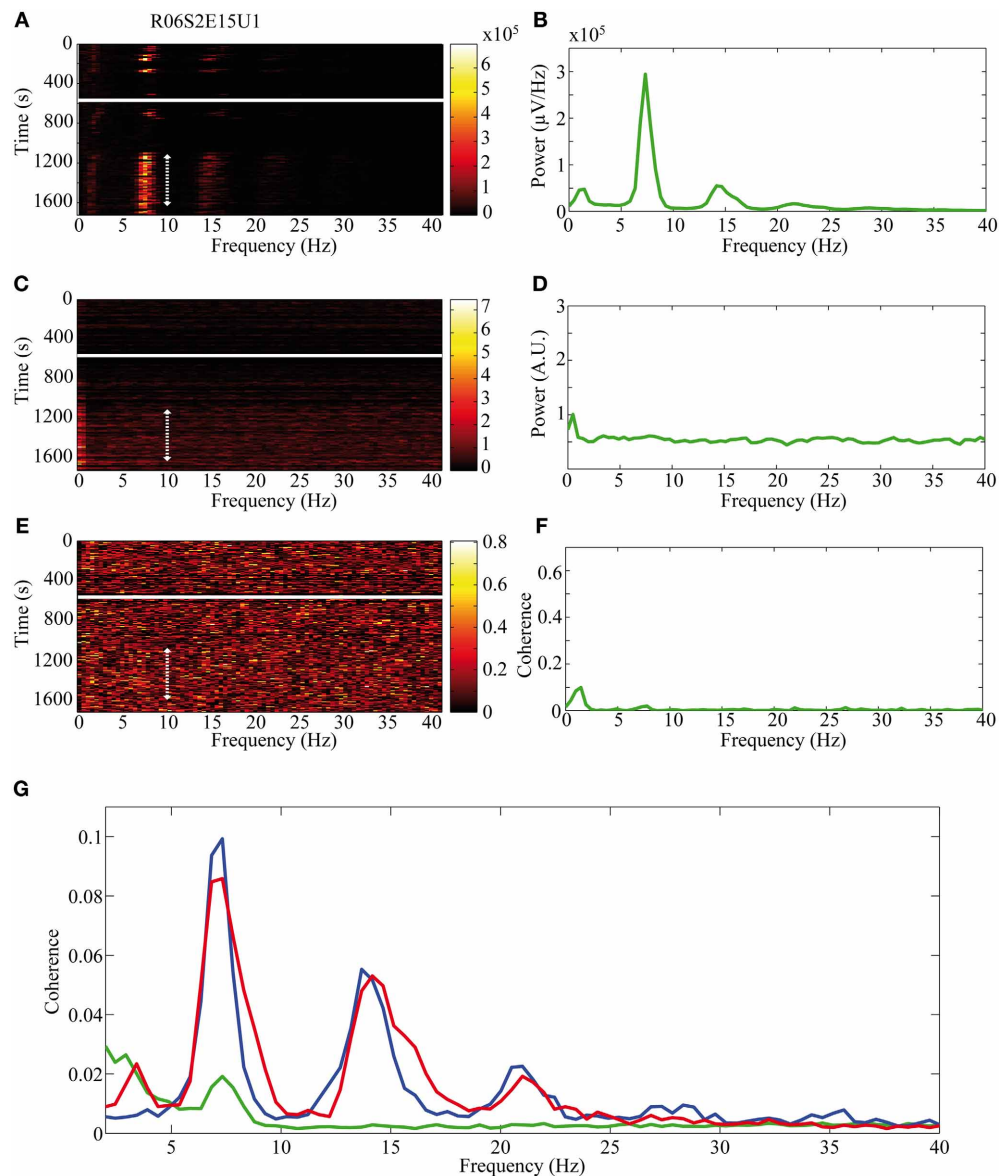 A
R06S2E15U1
x10⁵
0
400
800
1200
1600
Time (s)
0 5 10 15 20 25 30 35 40
Frequency (Hz)
6
5
4
3
2
1
0
B
x10⁵
3
2
1
0
Power (µV/Hz)
0 5 10 15 20 25 30 35 40
Frequency (Hz)
C
0
400
800
1200
1600
Time (s)
0 5 10 15 20 25 30 35 40
Frequency (Hz)
7
6
5
4
3
2
1
0
D
3
2
1
Power (A.U.)
0 5 10 15 20 25 30 35 40
Frequency (Hz)
E
0
400
800
1200
1600
Time (s)
0 5 10 15 20 25 30 35 40
Frequency (Hz)
0.8
0.6
0.4
0.2
0
F
0.6
0.4
0.2
0
Coherence
0 5 10 15 20 25 30 35 40
Frequency (Hz)
G
0.1
0.08
0.06
0.04
0.02
0
Coherence
5 10 15 20 25 30 35 40
Frequency (Hz)